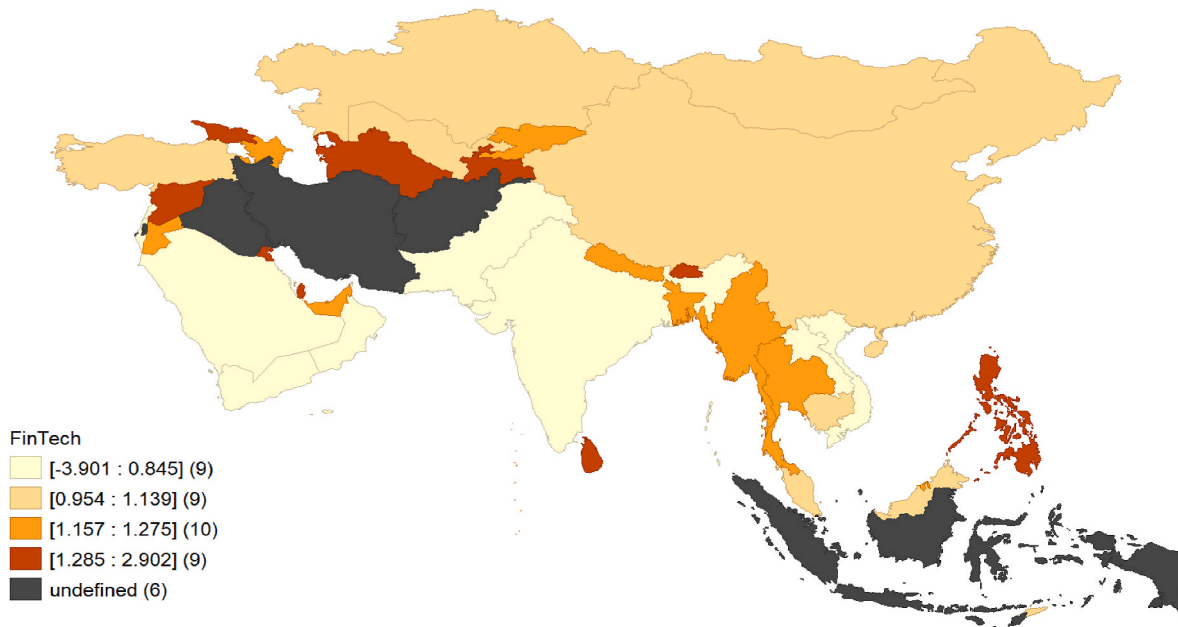 FinTech
[-3.901 : 0.845] (9)
[0.954 : 1.139] (9)
[1.157 : 1.275] (10)
[1.285 : 2.902] (9)
undefined (6)